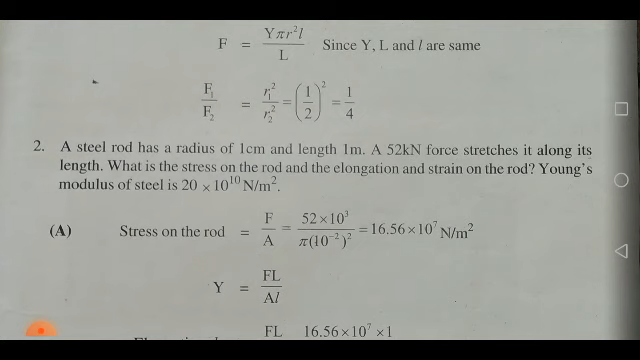 F = Yπr²l / L Since Y, L and l are same
F₁ / F₂ = r₁² / r₂² = (1/2)² = 1/4
2. A steel rod has a radius of 1cm and length 1m. A 52kN force stretches it along its
length. What is the stress on the rod and the elongation and strain on the rod? Young's
modulus of steel is 20 × 10¹⁰ N/m².
(A) Stress on the rod = F/A = 52×10³ / π(10⁻²)² = 16.56×10⁷ N/m²
Y = FL / Al
FL 16.56×10⁷ ×1